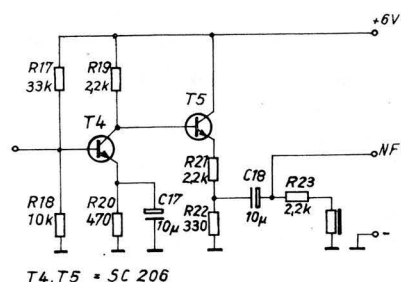 +6V
R17
33k
R19
2,2k
T5
T4
NF
R21
2,2k
C18
R23
10µ
2,2k
R18
10k
R20
470
C17
10µ
R22
330
-
T4,T5 = SC 206